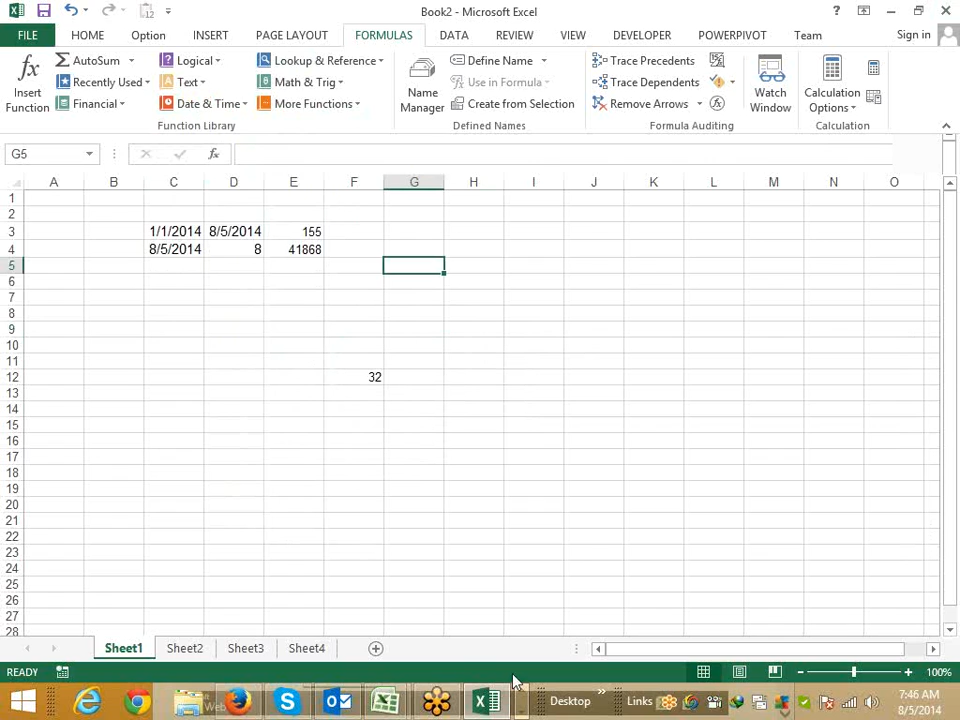 Book2 - Microsoft Excel
FILE HOME Option INSERT PAGE LAYOUT FORMULAS DATA REVIEW VIEW DEVELOPER POWERPIVOT Team Sign in
Insert Function
AutoSum
Recently Used
Financial
Logical
Text
Date & Time
Lookup & Reference
Math & Trig
More Functions
Function Library
Name Manager
Define Name
Use in Formula
Create from Selection
Defined Names
Trace Precedents
Trace Dependents
Remove Arrows
Formula Auditing
Watch Window
Calculation Options
Calculation
G5
fx
A B C D E F G H I J K L M N O
1
2
3 1/1/2014 8/5/2014 155
4 8/5/2014 8 41868
5
6
7
8
9
10
11
12 32
13
14
15
16
17
18
19
20
21
22
23
24
25
26
27
28
Sheet1 Sheet2 Sheet3 Sheet4
READY 100%
Desktop Links 7:46 AM
8/5/2014